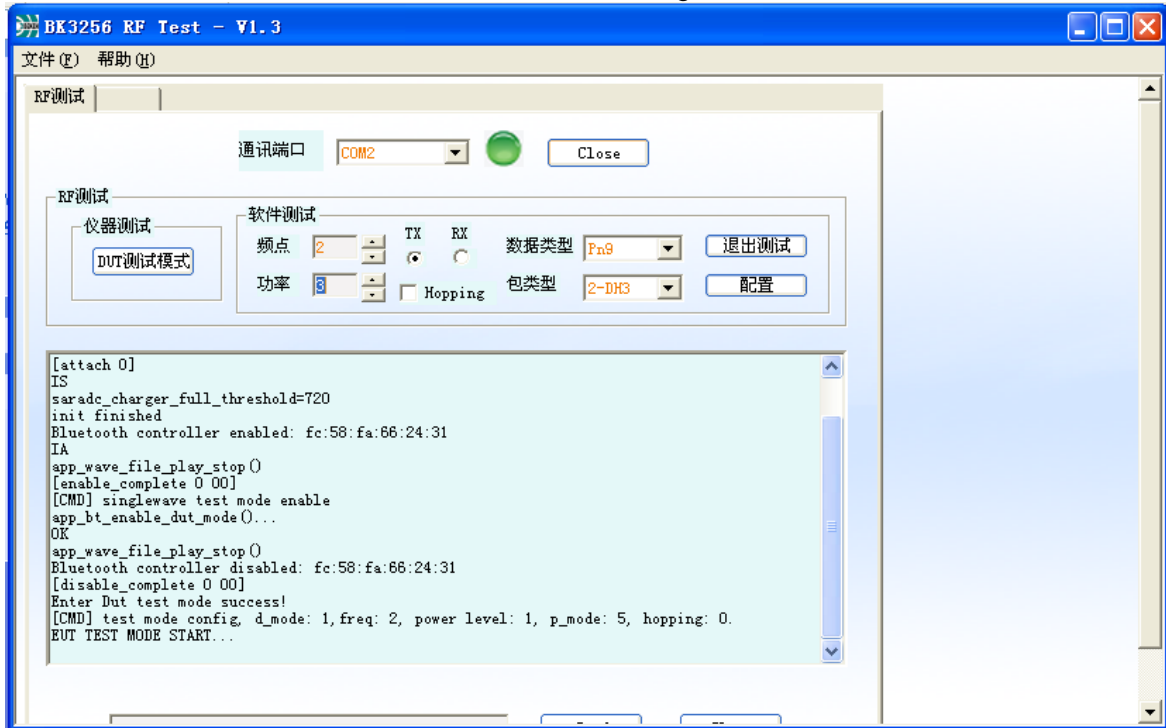 BK3256 RF Test - V1.3
文件(F) 帮助(H)
RF测试
通讯端口 COM2 Close
RF测试
仪器测试
DUT测试模式
软件测试
频点 2 TX RX 数据类型 Pn9 退出测试
功率 3 Hopping 包类型 2-DH3 配置
[attach 0]
IS
saradc_charger_full_threshold=720
init finished
Bluetooth controller enabled: fc:58:fa:66:24:31
IA
app_wave_file_play_stop()
[enable_complete 0 00]
[CMD] singlewave test mode enable
app_bt_enable_dut_mode()...
OK
app_wave_file_play_stop()
Bluetooth controller disabled: fc:58:fa:66:24:31
[disable_complete 0 00]
Enter Dut test mode success!
[CMD] test mode config, d_mode: 1,freq: 2, power level: 1, p_mode: 5, hopping: 0.
EUT TEST MODE START...